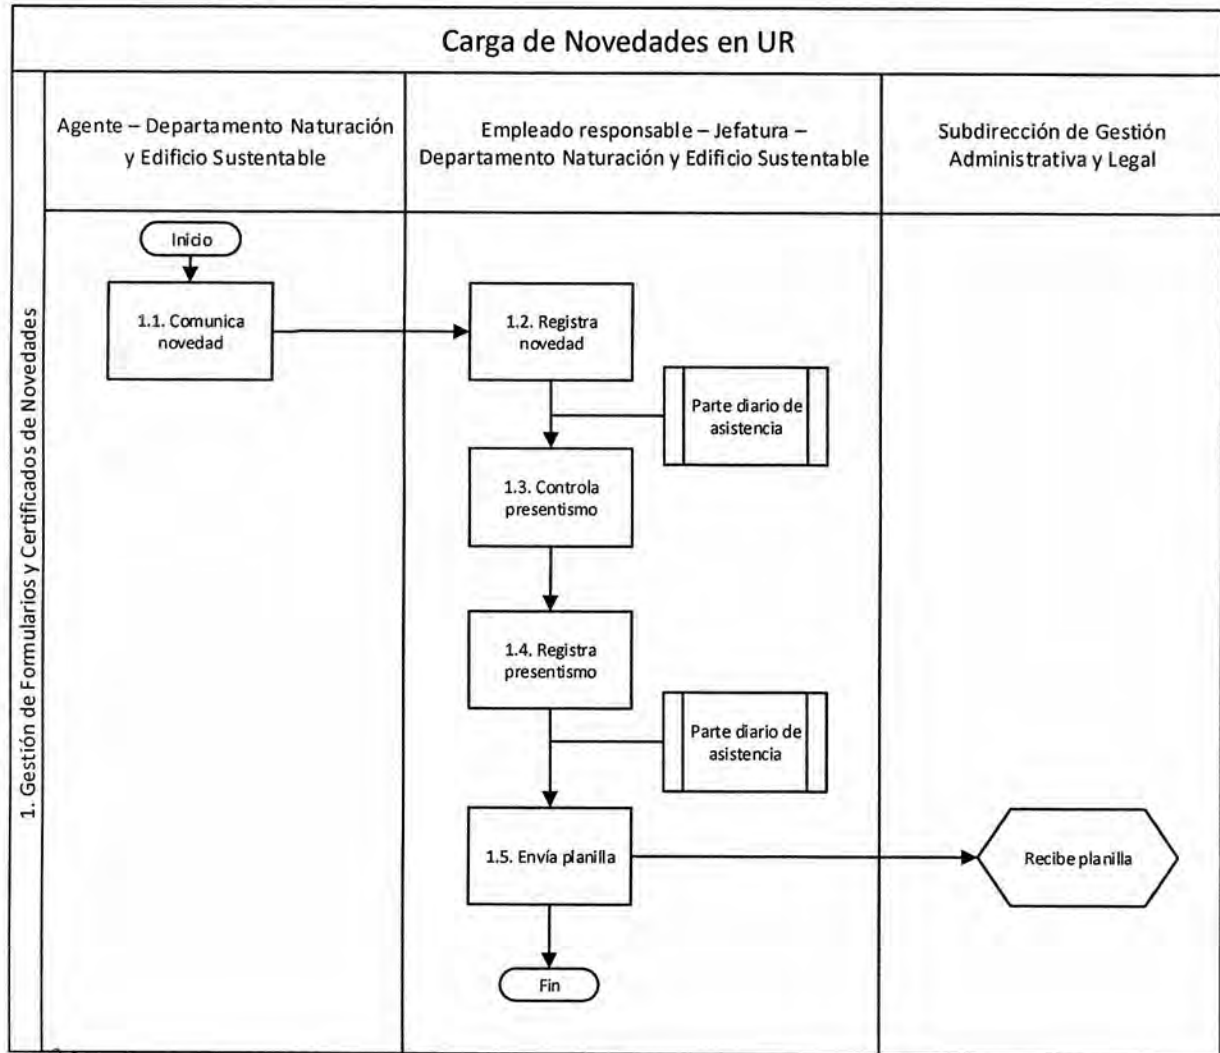 Carga de Novedades en UR
Agente – Departamento Naturación
y Edificio Sustentable
Empleado responsable – Jefatura –
Departamento Naturación y Edificio Sustentable
Subdirección de Gestión
Administrativa y Legal
1. Gestión de Formularios y Certificados de Novedades
Inicio
1.1. Comunica
novedad
1.2. Registra
novedad
Parte diario de
asistencia
1.3. Controla
presentismo
1.4. Registra
presentismo
Parte diario de
asistencia
1.5. Envía planilla
Recibe planilla
Fin